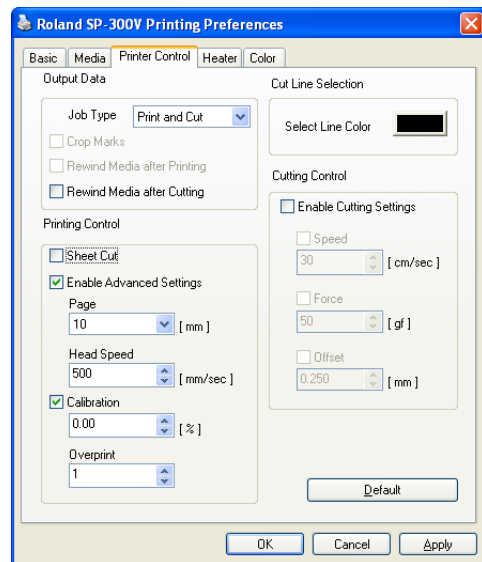 Roland SP-300V Printing Preferences
Basic Media Printer Control Heater Color
Output Data
Job Type Print and Cut
Crop Marks
Rewind Media after Printing
Rewind Media after Cutting
Printing Control
Sheet Cut
Enable Advanced Settings
Page
10 [ mm ]
Head Speed
500 [ mm/sec ]
Calibration
0.00 [ % ]
Overprint
1
Cut Line Selection
Select Line Color
Cutting Control
Enable Cutting Settings
Speed
30 [ cm/sec ]
Force
50 [ gf ]
Offset
0.250 [ mm ]
Default
OK Cancel Apply